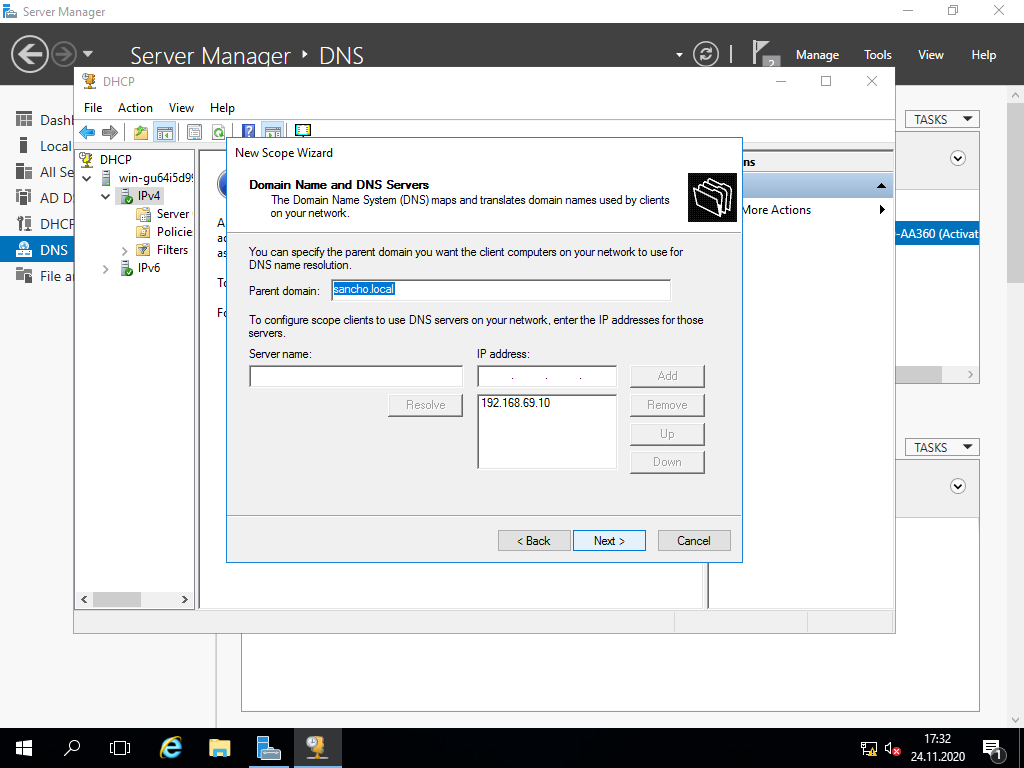 Server Manager
Server Manager ‣ DNS
2
Manage
Tools
View
Help
DHCP
File
Action
View
Help
TASKS
Local
All Se
AD D
DHCP
DNS
File a
DHCP
win-gu64i5d9
IPv4
Server
Policie
Filters
IPv6
More Actions
-AA360 (Activat
TASKS
New Scope Wizard
Domain Name and DNS Servers
The Domain Name System (DNS) maps and translates domain names used by clients
on your network.
You can specify the parent domain you want the client computers on your network to use for
DNS name resolution.
Parent domain:
sancho.local
To configure scope clients to use DNS servers on your network, enter the IP addresses for those
servers.
Server name:
IP address:
. . .
Add
Resolve
192.168.69.10
Remove
Up
Down
< Back
Next >
Cancel
17:32
24.11.2020
1